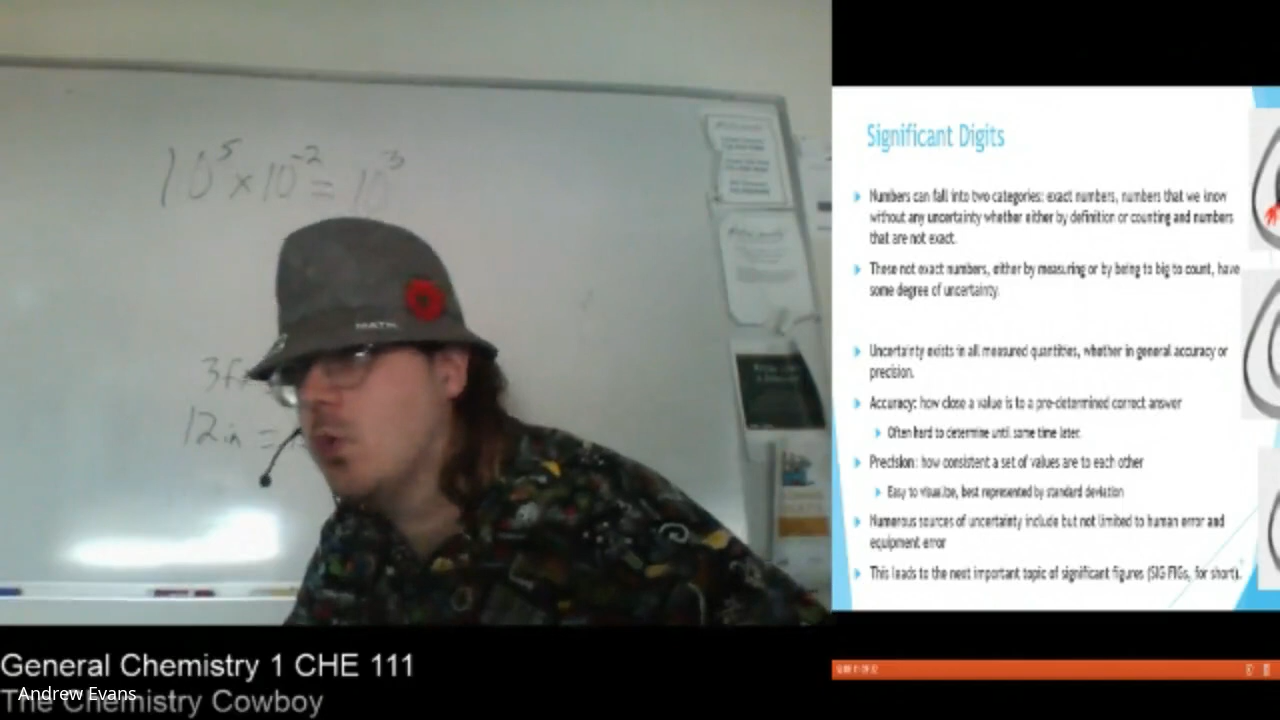 10⁵ x 10⁻² = 10³
MATH
3ft
12in =
Significant Digits
Numbers can fall into two categories: exact numbers, numbers that we know
without any uncertainty whether either by definition or counting and numbers
that are not exact.
These not exact numbers, either by measuring or by being to big to count, have
some degree of uncertainty.
Uncertainty exists in all measured quantities, whether in general accuracy or
precision.
Accuracy: how close a value is to a pre-determined correct answer
Often hard to determine until some time later.
Precision: how consistent a set of values are to each other
Easy to visualize, best represented by standard deviation
Numerous sources of uncertainty include but not limited to human error and
equipment error
This leads to the next important topic of significant figures (SIG FIGs, for short).
General Chemistry 1 CHE 111
The Chemistry Cowboy
Andrew Evans